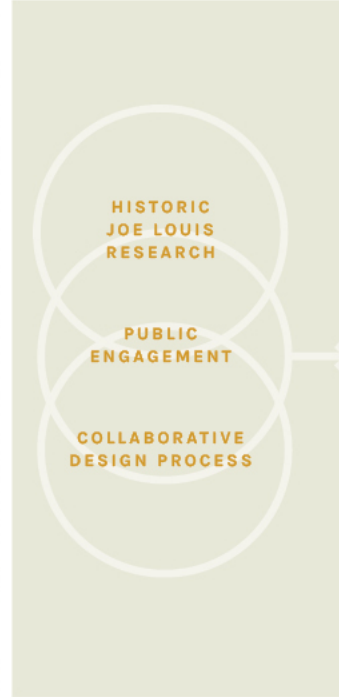 HISTORIC
JOE LOUIS
RESEARCH
PUBLIC
ENGAGEMENT
COLLABORATIVE
DESIGN PROCESS